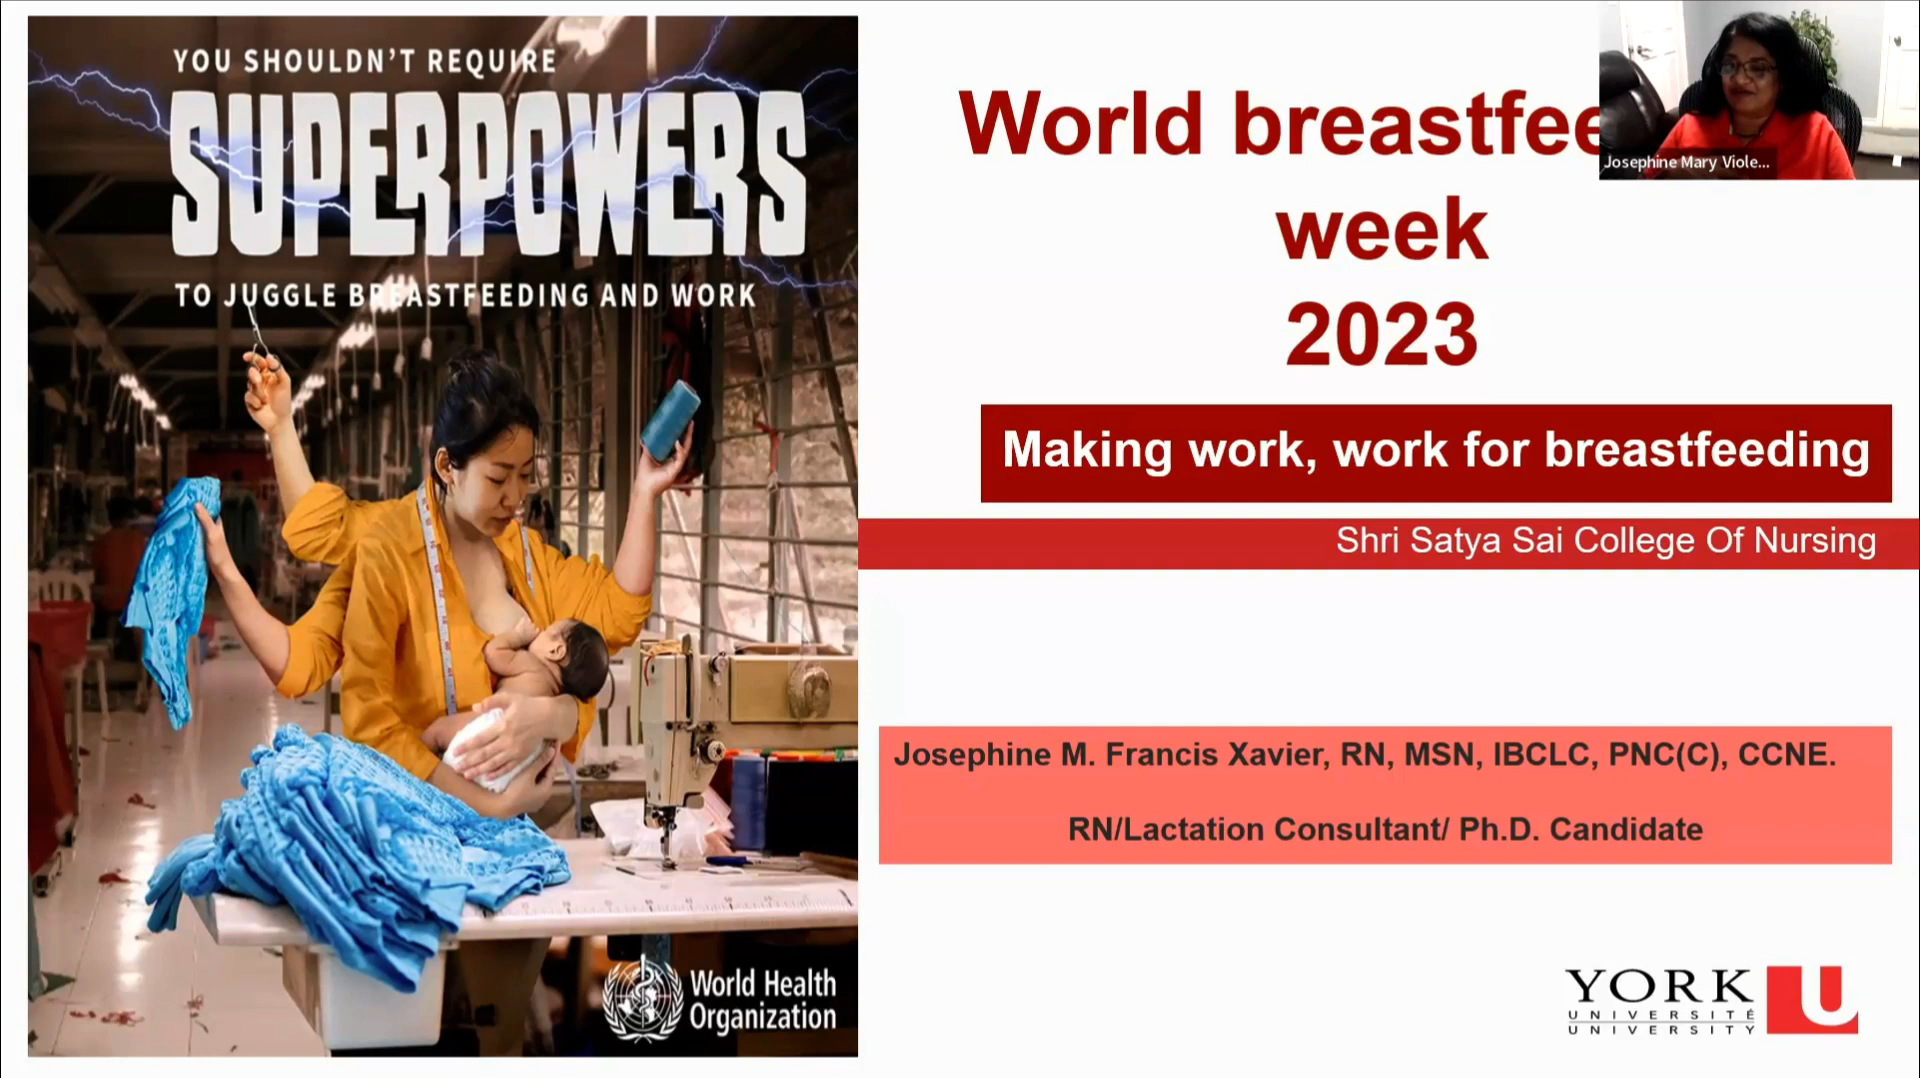 YOU SHOULDN'T REQUIRE
SUPERPOWERS
TO JUGGLE BREASTFEEDING AND WORK
World Health
Organization
World breastfee
week
2023
Josephine Mary Viole...
Making work, work for breastfeeding
Shri Satya Sai College Of Nursing
Josephine M. Francis Xavier, RN, MSN, IBCLC, PNC(C), CCNE.
RN/Lactation Consultant/ Ph.D. Candidate
YORK U
UNIVERSITÉ
UNIVERSITY